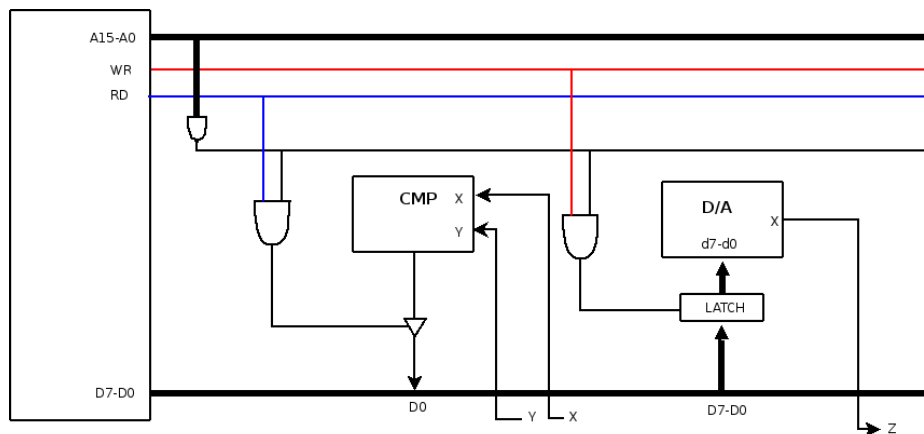 A15-A0
WR
RD
CMP
X
Y
D/A
X
d7-d0
LATCH
D7-D0
D0
Y
X
D7-D0
Z